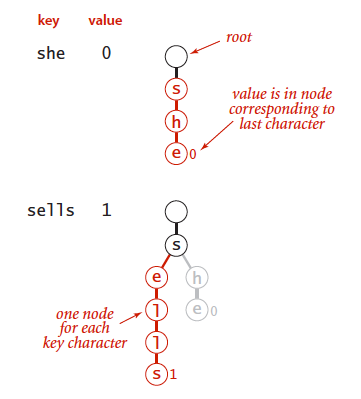 key value
she 0
root
s
h
e 0
value is in node
corresponding to
last character
sells 1
s
e h
l e 0
l
s 1
one node
for each
key character